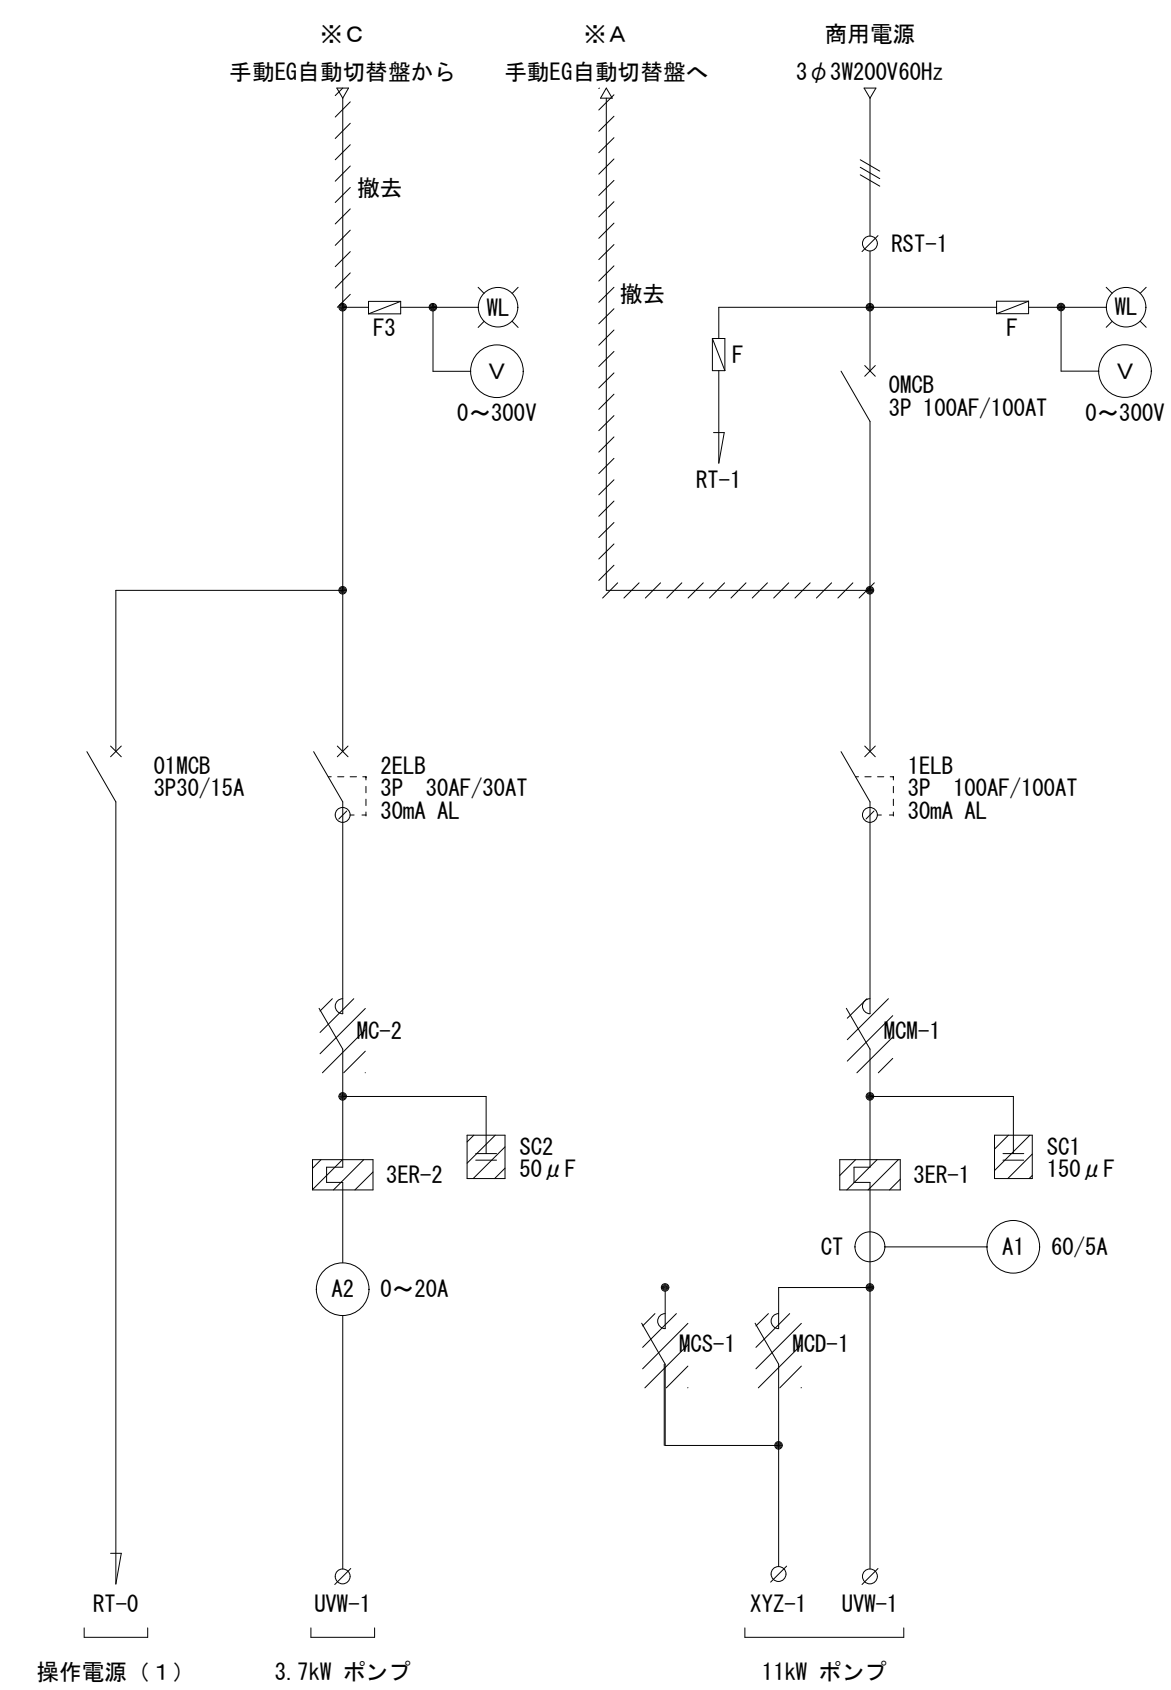 ※C
手動EG自動切替盤から
※A
手動EG自動切替盤へ
商用電源
3φ3W200V60Hz
撤去
RST-1
撤去
F3
WL
V
0～300V
F
F
WL
V
0～300V
0MCB
3P 100AF/100AT
RT-1
01MCB
3P30/15A
2ELB
3P 30AF/30AT
30mA AL
1ELB
3P 100AF/100AT
30mA AL
MC-2
MCM-1
SC2
50μF
3ER-2
SC1
150μF
3ER-1
CT
A1
60/5A
A2
0～20A
MCS-1
MCD-1
RT-0
UVW-1
XYZ-1
UVW-1
操作電源（1）
3.7kW ポンプ
11kW ポンプ